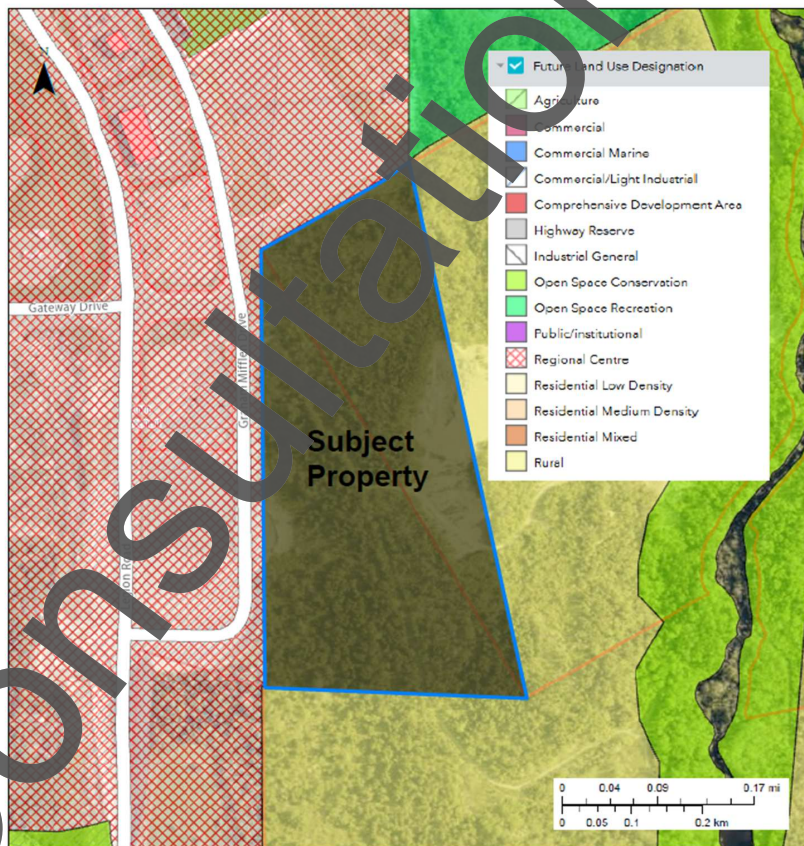 N
Future Land Use Designation
Agriculture
Commercial
Commercial Marine
Commercial/Light Industrial
Comprehensive Development Area
Highway Reserve
Industrial General
Open Space Conservation
Open Space Recreation
Public/institutional
Regional Centre
Residential Low Density
Residential Medium Density
Residential Mixed
Rural
Gateway Drive
Subject
Property
onsultation
0 0.04 0.09 0.17 mi
0 0.05 0.1 0.2 km